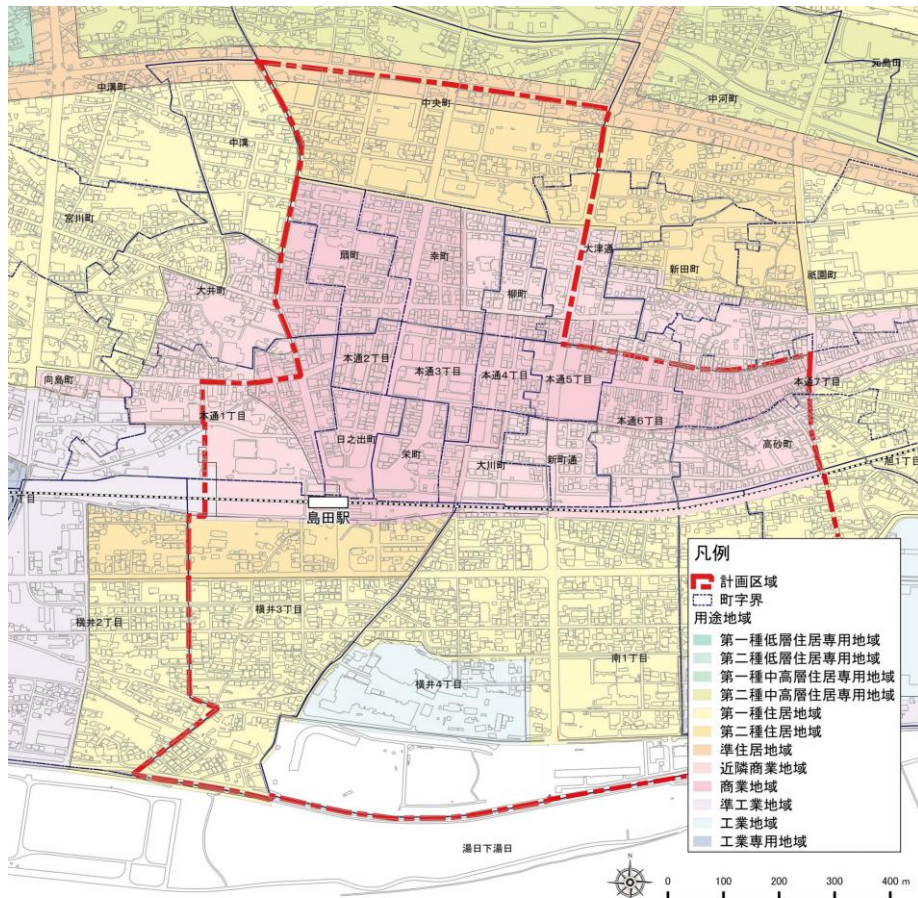 元島田
中溝町
中央町
中河町
中溝
宮川町
扇町
幸町
大津通
新田町
祇園町
大井町
柳町
本通2丁目
本通3丁目
本通4丁目
本通5丁目
本通7丁目
向島町
本通1丁目
本通6丁目
日之出町
栄町
大川町
新町通
高砂町
旭1丁目
1丁目
島田駅
横井2丁目
横井3丁目
横井4丁目
南1丁目
湯日下湯日
凡例
計画区域
町字界
用途地域
第一種低層住居専用地域
第二種低層住居専用地域
第一種中高層住居専用地域
第二種中高層住居専用地域
第一種住居地域
第二種住居地域
準住居地域
近隣商業地域
商業地域
準工業地域
工業地域
工業専用地域
N
0 100 200 300 400 m